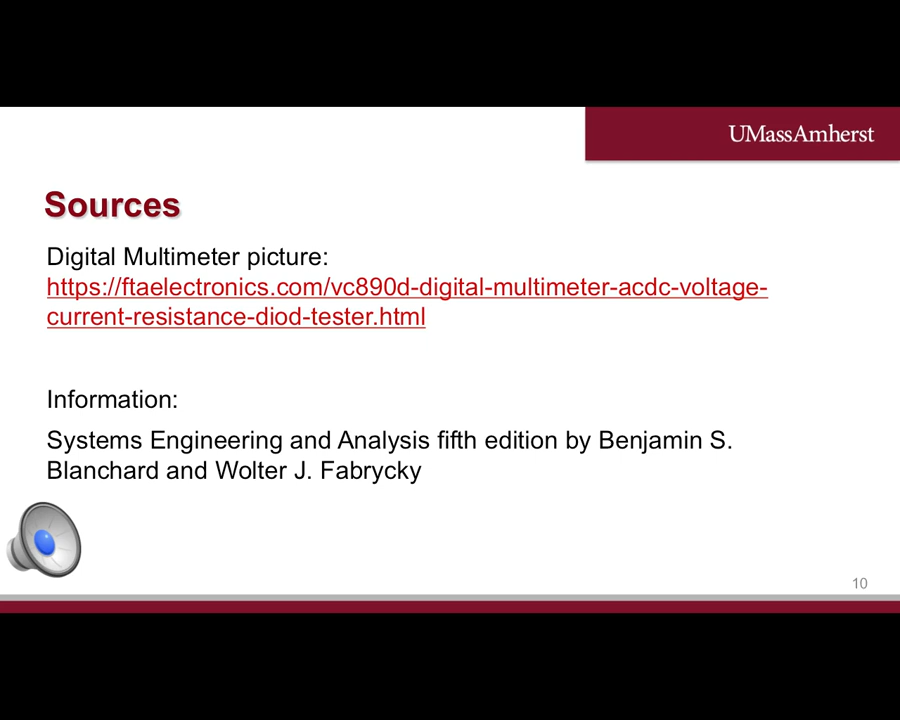 UMassAmherst
Sources
Digital Multimeter picture:
https://ftaelectronics.com/vc890d-digital-multimeter-acdc-voltage-
current-resistance-diod-tester.html
Information:
Systems Engineering and Analysis fifth edition by Benjamin S.
Blanchard and Wolter J. Fabrycky
10